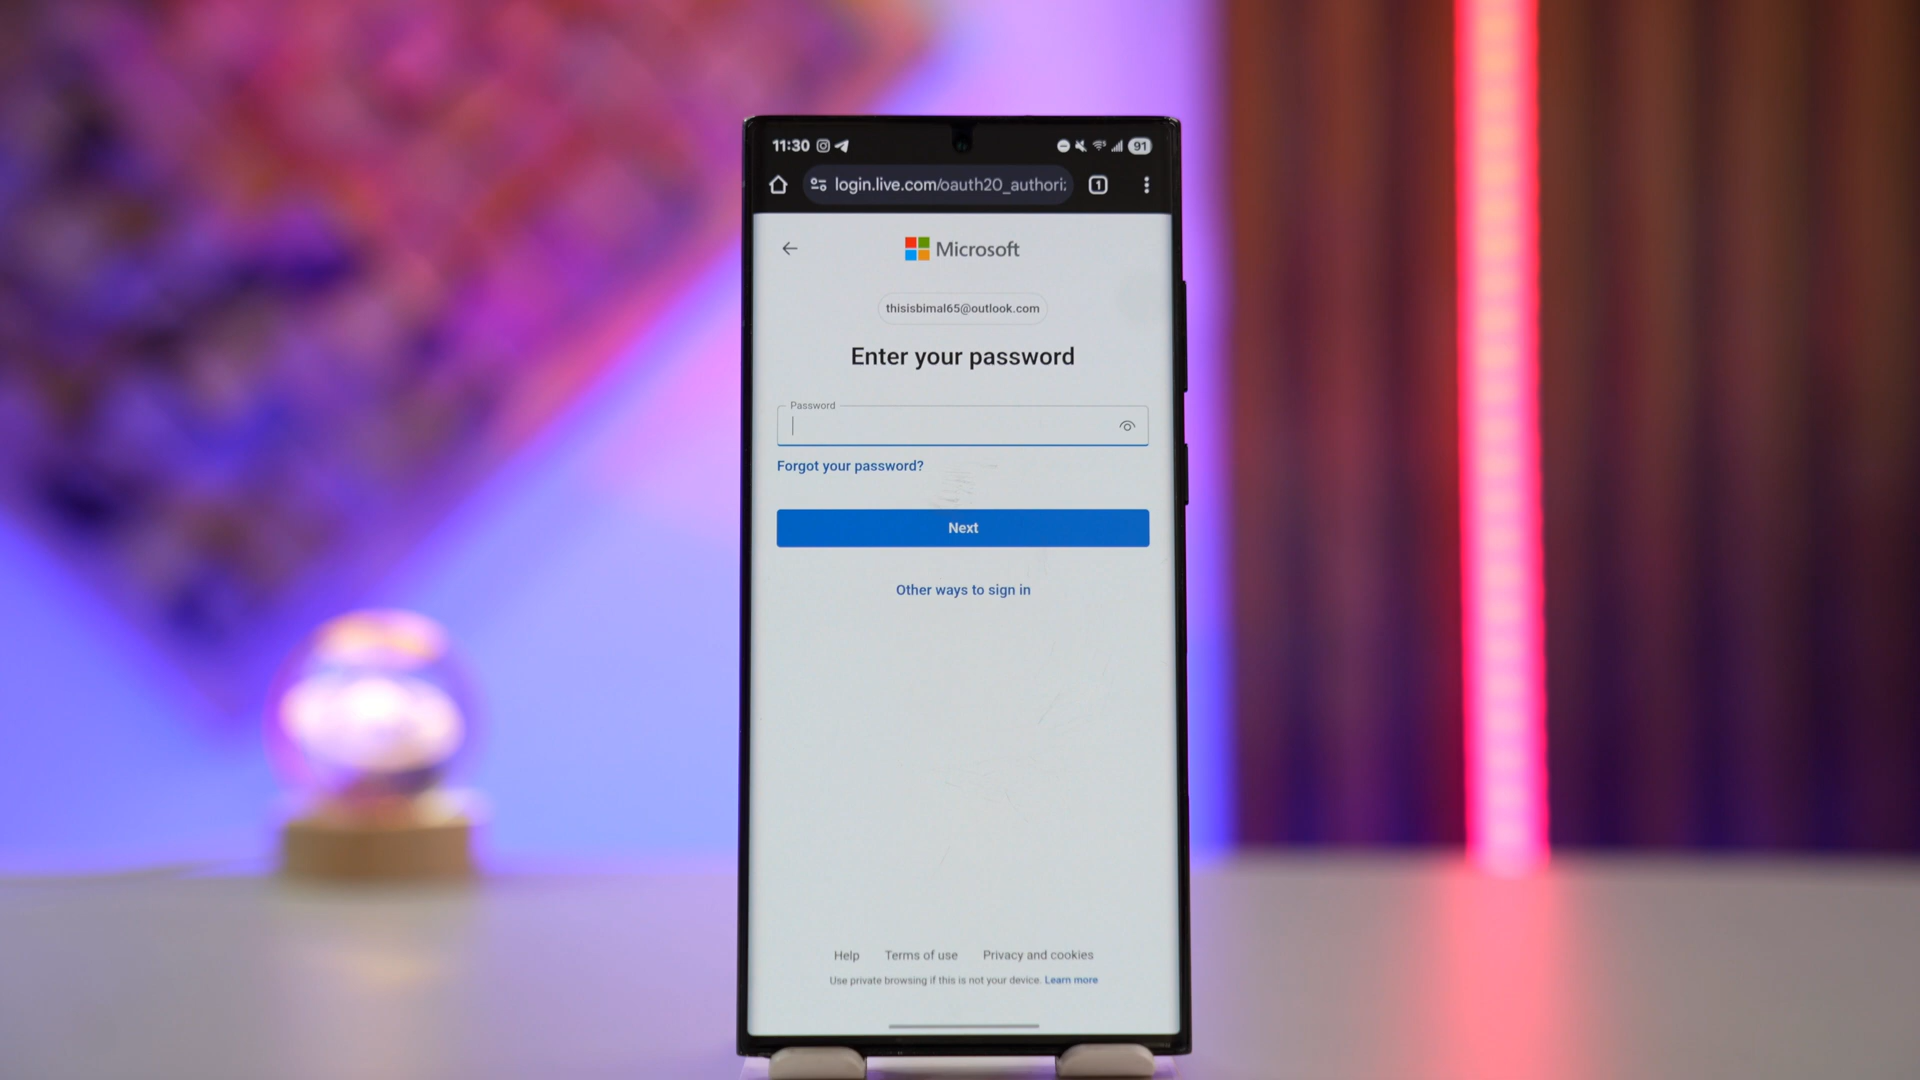 11:30 91
login.live.com/oauth20_authori
1
Microsoft
thisisbimal65@outlook.com
Enter your password
Password
Forgot your password?
Next
Other ways to sign in
Help Terms of use Privacy and cookies
Use private browsing if this is not your device. Learn more